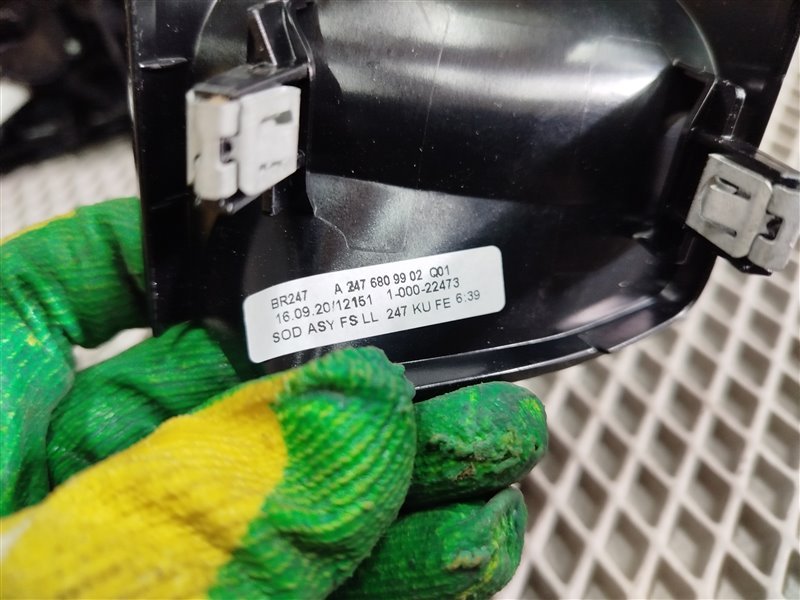 BR247 A 247 680 99 02 Q01
16.09.20/12151 1-000-22473
SOD ASY FS LL 247 KU FE 6:39